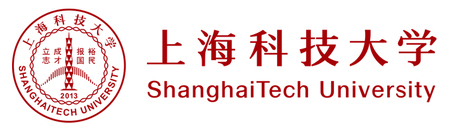 上海科技大学
立志 成才 报国 裕民
2013
SHANGHAITECH UNIVERSITY
上海科技大学
ShanghaiTech University